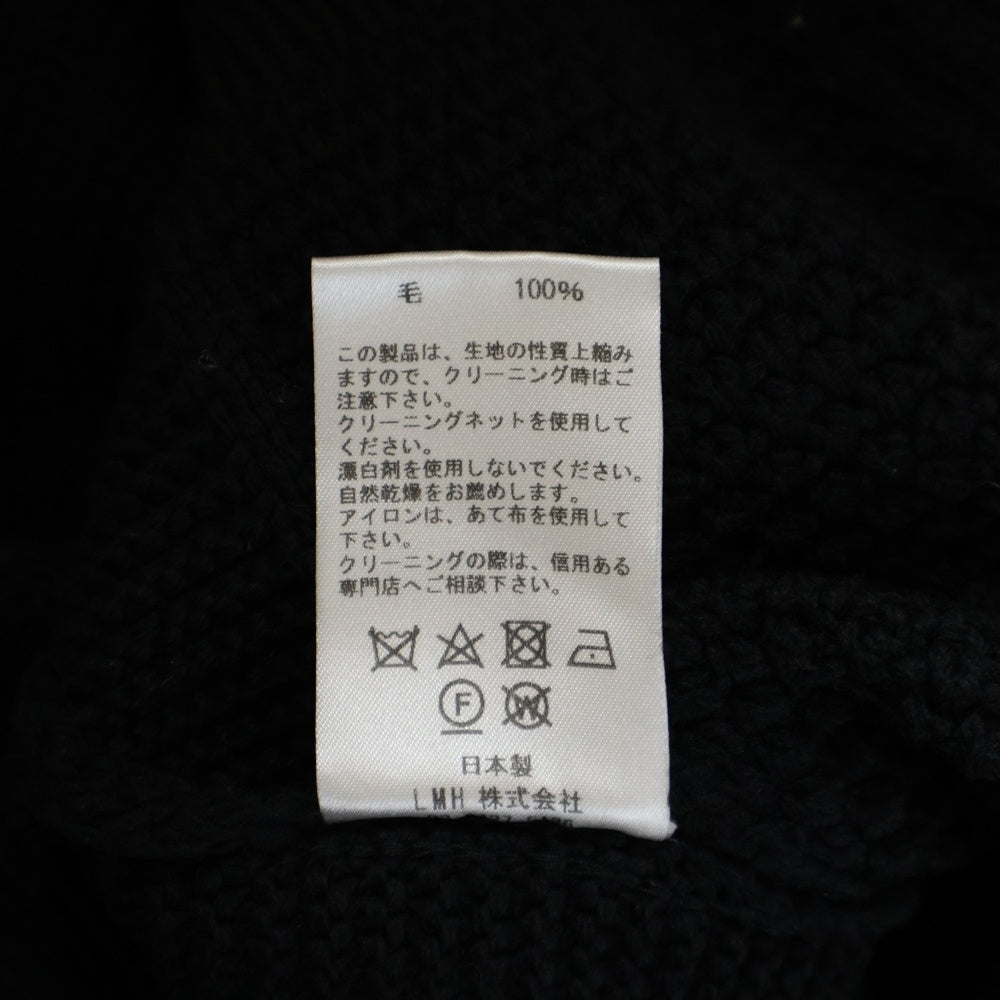 毛 100%
この製品は、生地の性質上縮み
ますので、クリーニング時はご
注意下さい。
クリーニングネットを使用して
ください。
漂白剤を使用しないでください。
自然乾燥をお薦めします。
アイロンは、あて布を使用して
下さい。
クリーニングの際は、信用ある
専門店へご相談下さい。
F W
日本製
LMH 株式会社